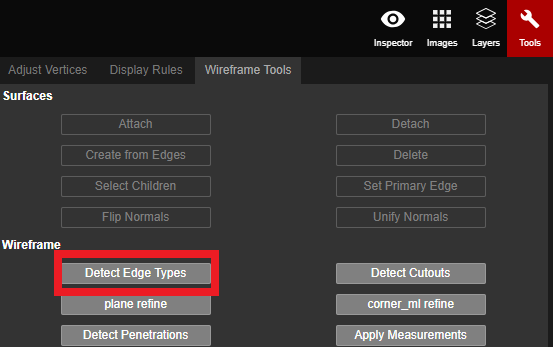 Inspector Images Layers Tools
Adjust Vertices Display Rules Wireframe Tools
Surfaces
Attach Detach
Create from Edges Delete
Select Children Set Primary Edge
Flip Normals Unify Normals
Wireframe
Detect Edge Types Detect Cutouts
plane refine corner_ml refine
Detect Penetrations Apply Measurements